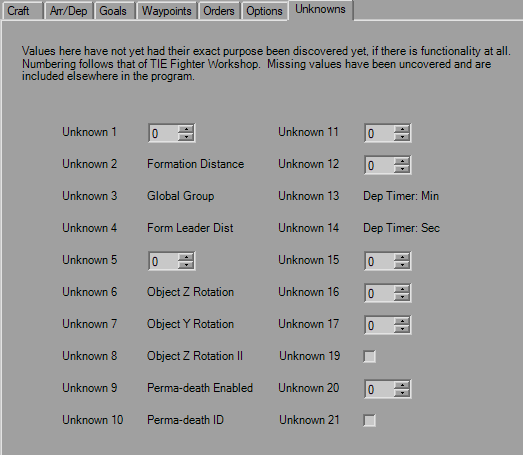 Craft Arr/Dep Goals Waypoints Orders Options Unknowns
Values here have not yet had their exact purpose been discovered yet, if there is functionality at all.
Numbering follows that of TIE Fighter Workshop. Missing values have been uncovered and are
included elsewhere in the program.
Unknown 1 0 Unknown 11 0
Unknown 2 Formation Distance Unknown 12 0
Unknown 3 Global Group Unknown 13 Dep Timer: Min
Unknown 4 Form Leader Dist Unknown 14 Dep Timer: Sec
Unknown 5 0 Unknown 15 0
Unknown 6 Object Z Rotation Unknown 16 0
Unknown 7 Object Y Rotation Unknown 17 0
Unknown 8 Object Z Rotation II Unknown 19
Unknown 9 Perma-death Enabled Unknown 20 0
Unknown 10 Perma-death ID Unknown 21